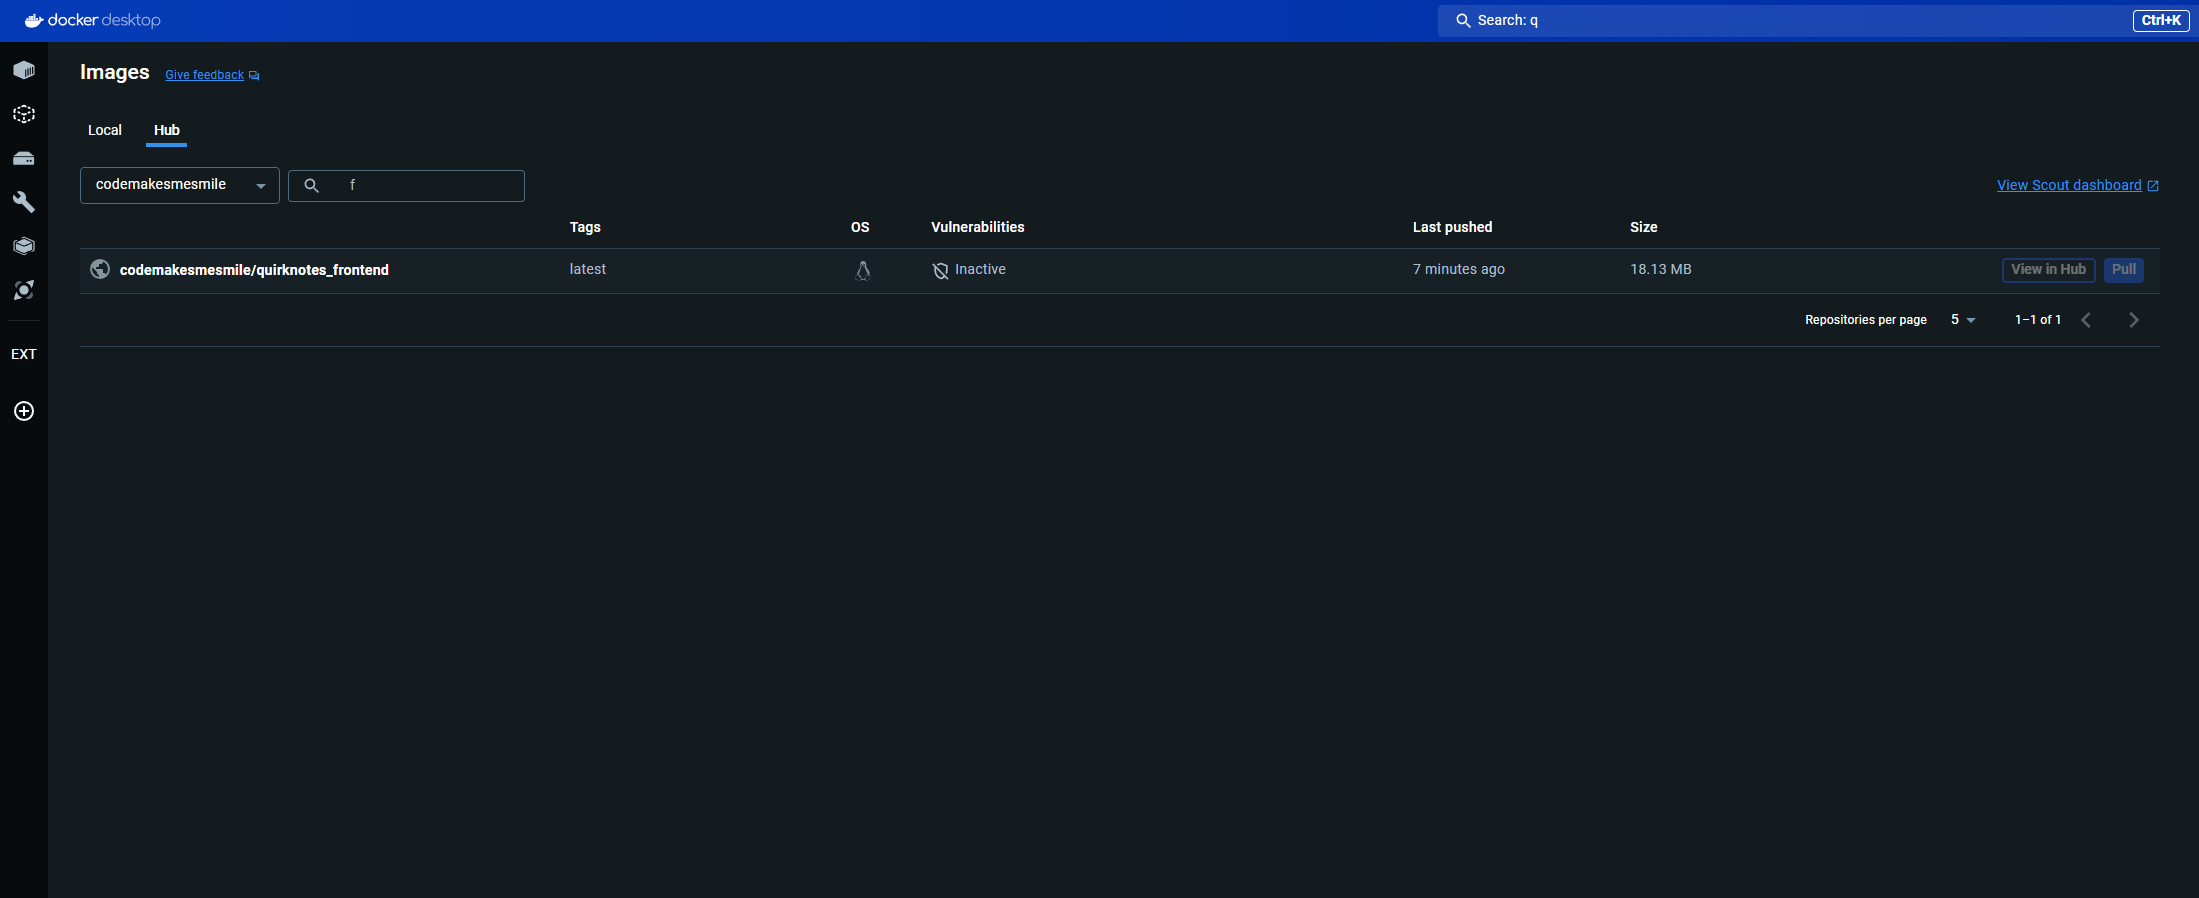 docker desktop
Search: q
Ctrl+K
Images Give feedback
Local Hub
codemakesmesmile f
View Scout dashboard
Tags OS Vulnerabilities Last pushed Size
codemakesmesmile/quirknotes_frontend latest Inactive 7 minutes ago 18.13 MB View in Hub Pull
Repositories per page 5 1–1 of 1
EXT